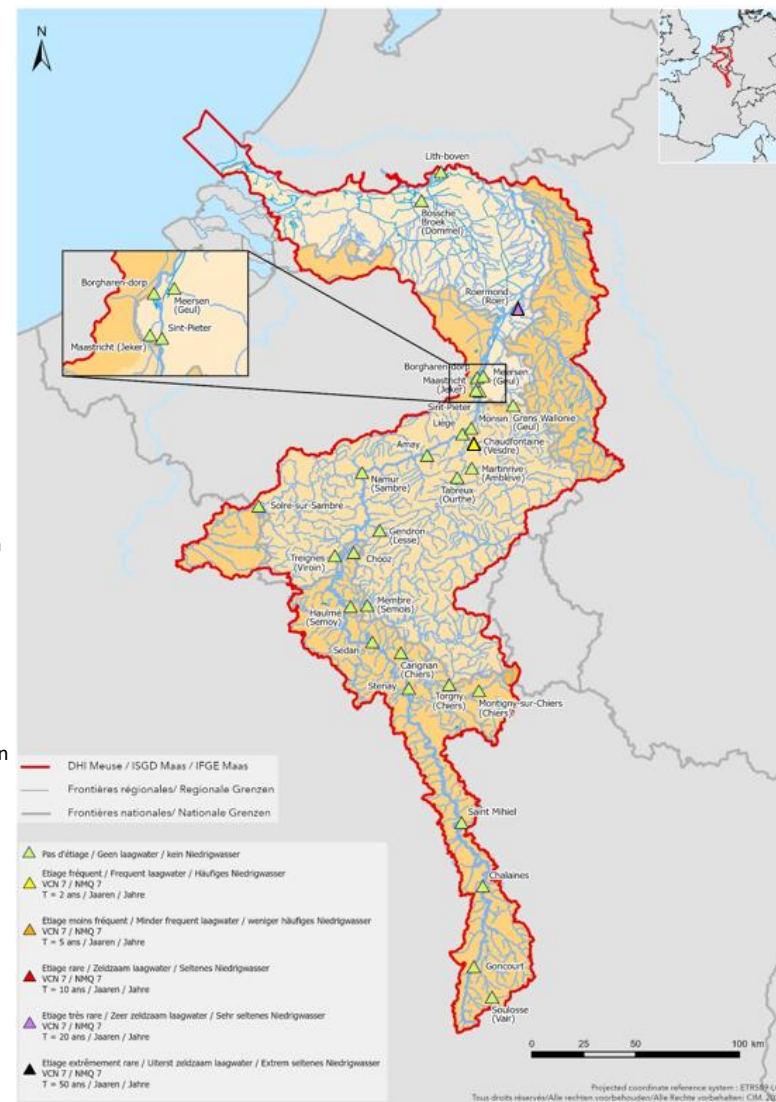 N
Lith-boven
Bossche
Broek
(Dommel)
Roermond
(Roer)
Borgharen-dorp
Meersen
(Geul)
Sint-Pieter
Maastricht (Jeker)
Borgharen-dorp
Maastricht
(Jeker)
Meersen
(Geul)
Sint-Pieter
Monsin
Grens Wallonie
(Geul)
Liège
Chaudfontaine
(Vesdre)
Amay
Martinrive
(Amblève)
Namur
(Sambre)
Tabreux
(Ourthe)
Solre-sur-Sambre
Gendron
(Lesse)
Treignes
(Viroin)
Chooz
Membre
(Semois)
Haulmé
(Semoy)
Sedan
Carignan
(Chiers)
Stenay
Torgny
(Chiers)
Montigny-sur-Chiers
(Chiers)
n
DHI Meuse / ISGD Maas / IFGE Maas
Frontières régionales/ Regionale Grenzen
Frontières nationales/ Nationale Grenzen
Saint Mihiel
Chalaines
Goncourt
Soulosse
(Vair)
Pas d'étiage / Geen laagwater / kein Niedrigwasser
Etiage fréquent / Frequent laagwater / Häufiges Niedrigwasser
VCN 7 / NMQ 7
T = 2 ans / Jaaren / Jahre
Etiage moins fréquent / Minder frequent laagwater / weniger häufiges Niedrigwasser
VCN 7 / NMQ 7
T = 5 ans / Jaaren / Jahre
Etiage rare / Zeldzaam laagwater / Seltenes Niedrigwasser
VCN 7 / NMQ 7
T = 10 ans / Jaaren / Jahre
Etiage très rare / Zeer zeldzaam laagwater / Sehr seltenes Niedrigwasser
VCN 7 / NMQ 7
T = 20 ans / Jaaren / Jahre
Etiage extrêmement rare / Uiterst zeldzaam laagwater / Extrem seltenes Niedrigwasser
VCN 7 / NMQ 7
T = 50 ans / Jaaren / Jahre
0 25 50 100 km
Projected coordinate reference system : ETRS89-L
Tous droits réservés/Alle rechten voorbehouden/Alle Rechte vorbehalten: CIM, 20